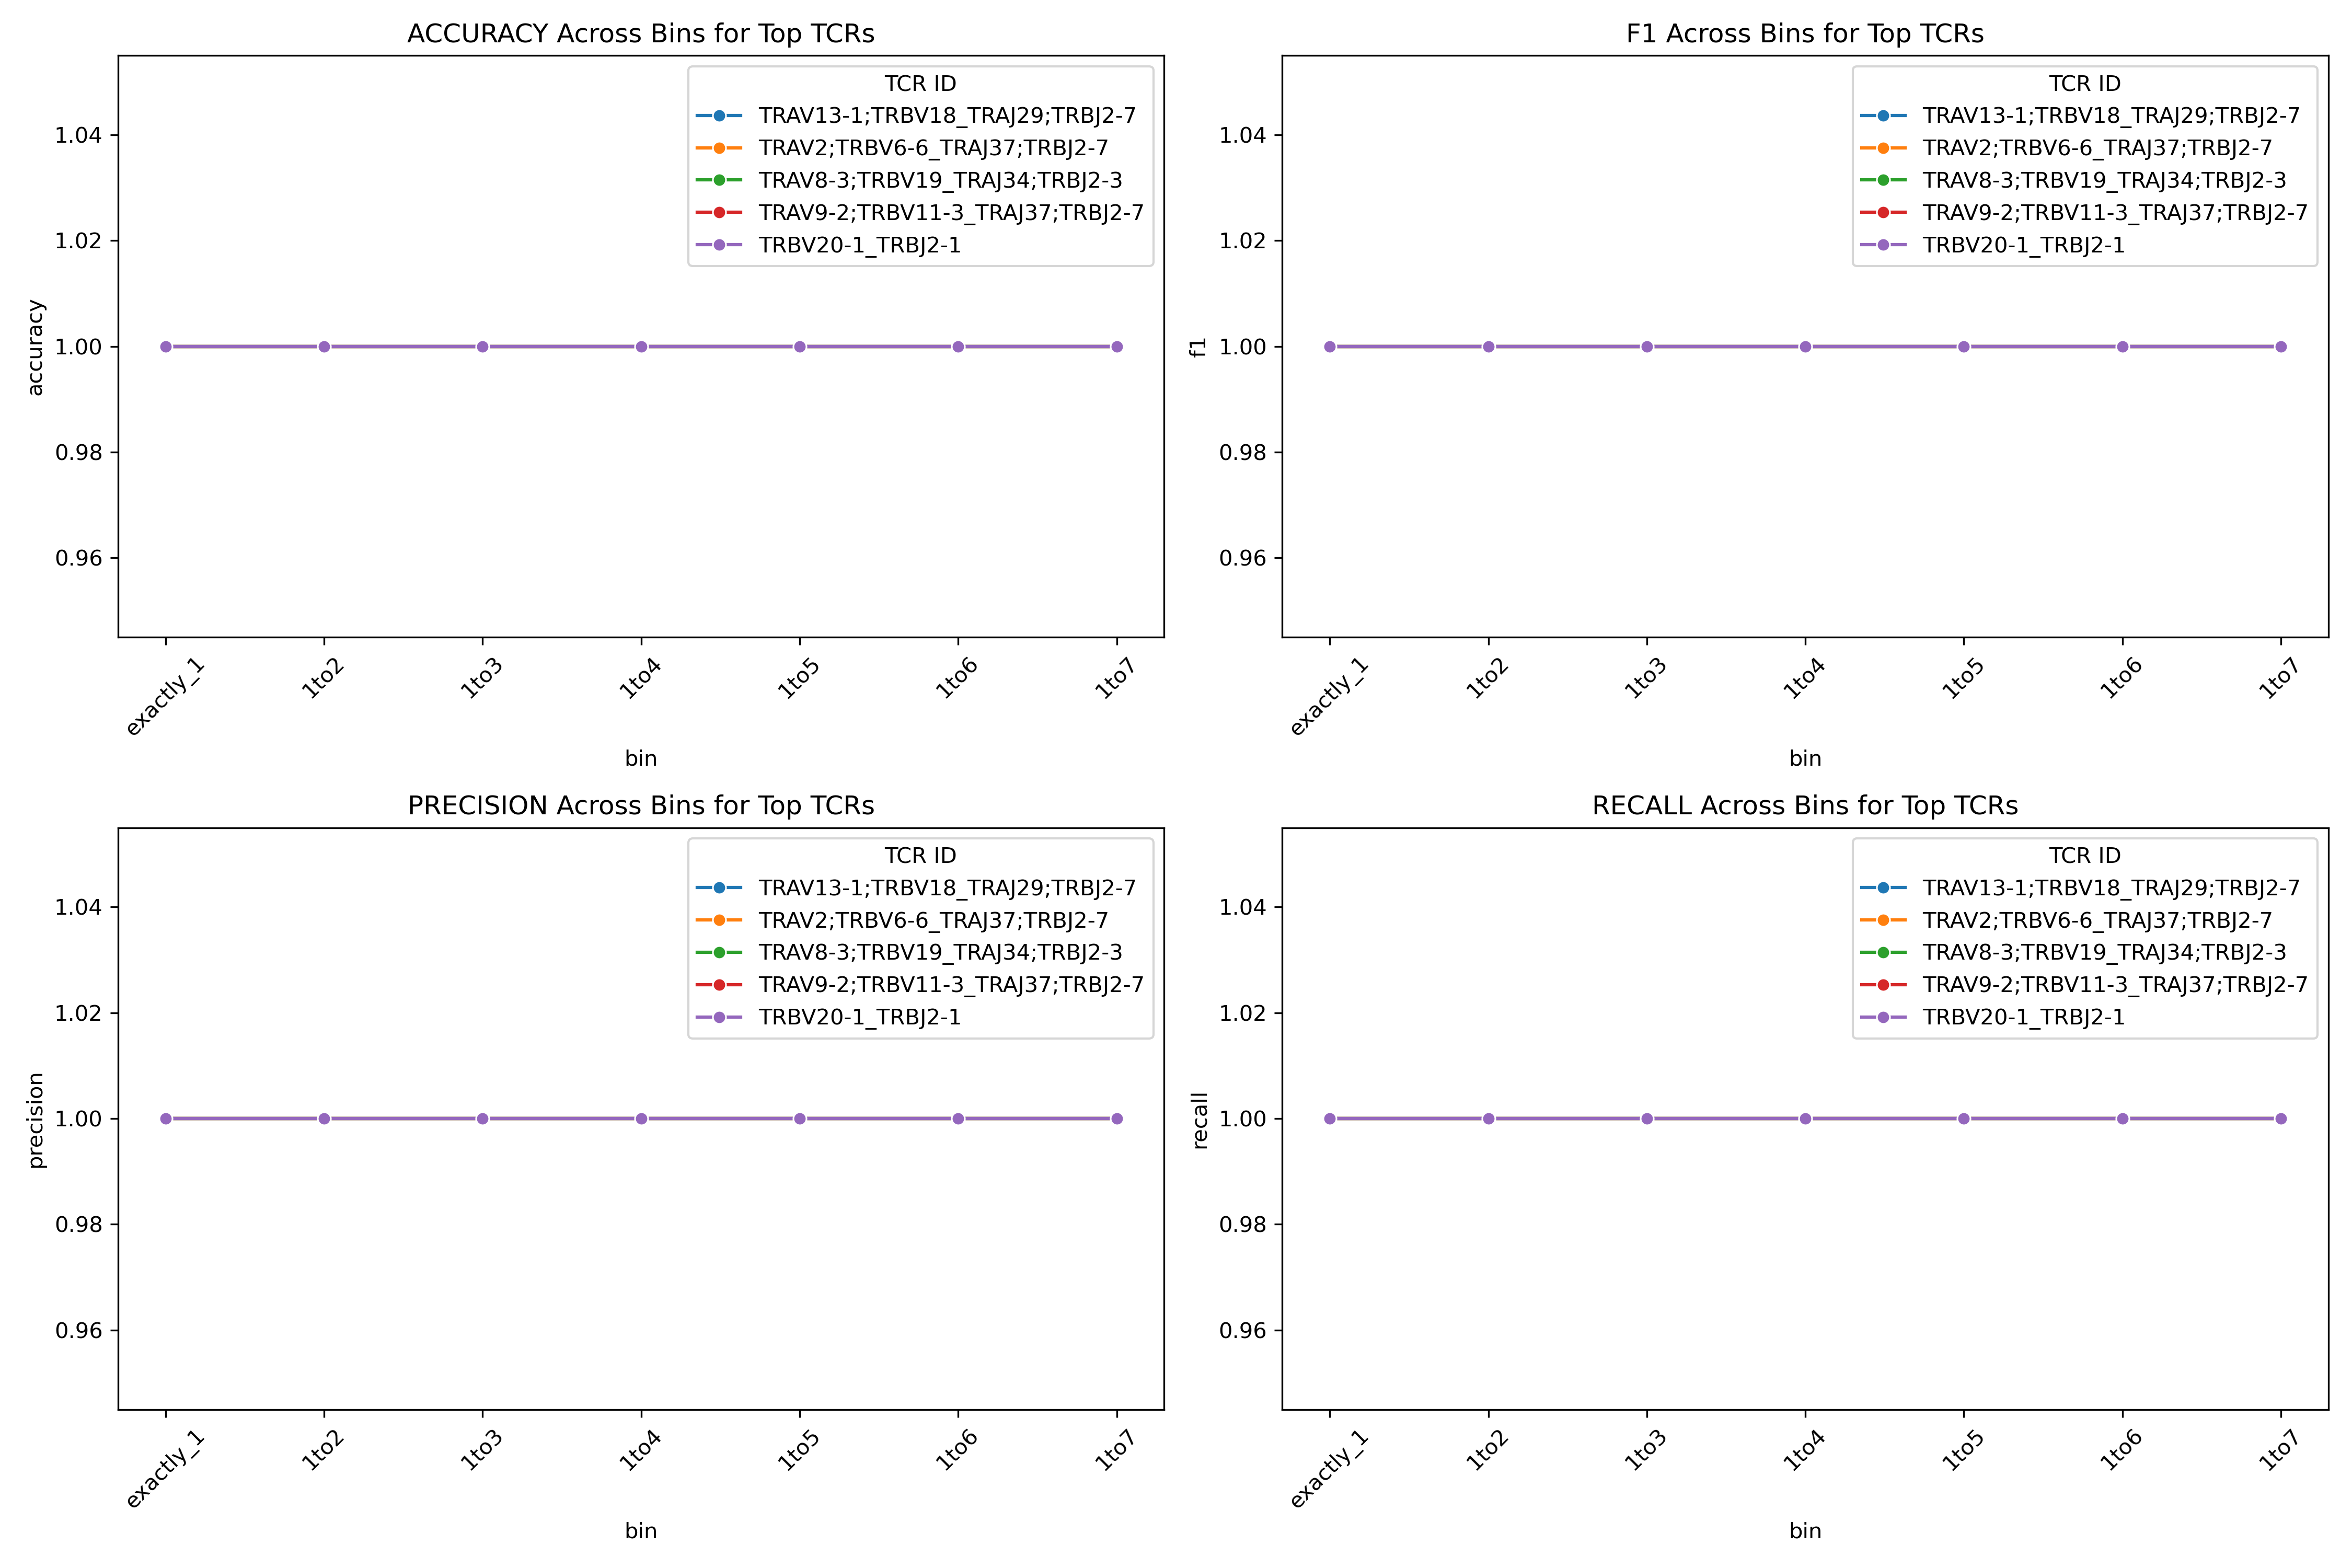 ACCURACY Across Bins for Top TCRs
TCR ID
TRAV13-1;TRBV18_TRAJ29;TRBJ2-7
TRAV2;TRBV6-6_TRAJ37;TRBJ2-7
TRAV8-3;TRBV19_TRAJ34;TRBJ2-3
TRAV9-2;TRBV11-3_TRAJ37;TRBJ2-7
TRBV20-1_TRBJ2-1
accuracy
1.04
1.02
1.00
0.98
0.96
exactly_1
1to2
1to3
1to4
1to5
1to6
1to7
bin
F1 Across Bins for Top TCRs
TCR ID
TRAV13-1;TRBV18_TRAJ29;TRBJ2-7
TRAV2;TRBV6-6_TRAJ37;TRBJ2-7
TRAV8-3;TRBV19_TRAJ34;TRBJ2-3
TRAV9-2;TRBV11-3_TRAJ37;TRBJ2-7
TRBV20-1_TRBJ2-1
f1
1.04
1.02
1.00
0.98
0.96
exactly_1
1to2
1to3
1to4
1to5
1to6
1to7
bin
PRECISION Across Bins for Top TCRs
TCR ID
TRAV13-1;TRBV18_TRAJ29;TRBJ2-7
TRAV2;TRBV6-6_TRAJ37;TRBJ2-7
TRAV8-3;TRBV19_TRAJ34;TRBJ2-3
TRAV9-2;TRBV11-3_TRAJ37;TRBJ2-7
TRBV20-1_TRBJ2-1
precision
1.04
1.02
1.00
0.98
0.96
exactly_1
1to2
1to3
1to4
1to5
1to6
1to7
bin
RECALL Across Bins for Top TCRs
TCR ID
TRAV13-1;TRBV18_TRAJ29;TRBJ2-7
TRAV2;TRBV6-6_TRAJ37;TRBJ2-7
TRAV8-3;TRBV19_TRAJ34;TRBJ2-3
TRAV9-2;TRBV11-3_TRAJ37;TRBJ2-7
TRBV20-1_TRBJ2-1
recall
1.04
1.02
1.00
0.98
0.96
exactly_1
1to2
1to3
1to4
1to5
1to6
1to7
bin